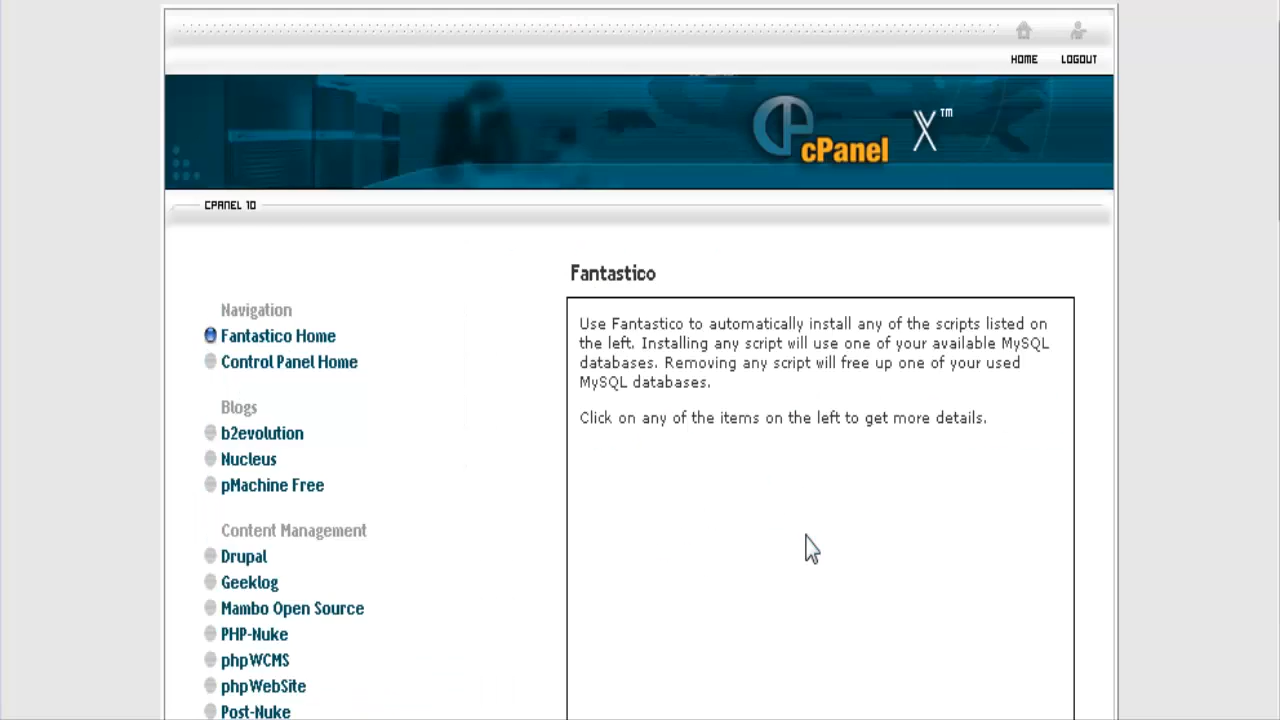 HOME LOGOUT
cPanel X™
CPANEL 10
Fantastico
Navigation
Fantastico Home
Control Panel Home
Blogs
b2evolution
Nucleus
pMachine Free
Content Management
Drupal
Geeklog
Mambo Open Source
PHP-Nuke
phpWCMS
phpWebSite
Post-Nuke
Use Fantastico to automatically install any of the scripts listed on
the left. Installing any script will use one of your available MySQL
databases. Removing any script will free up one of your used
MySQL databases.
Click on any of the items on the left to get more details.